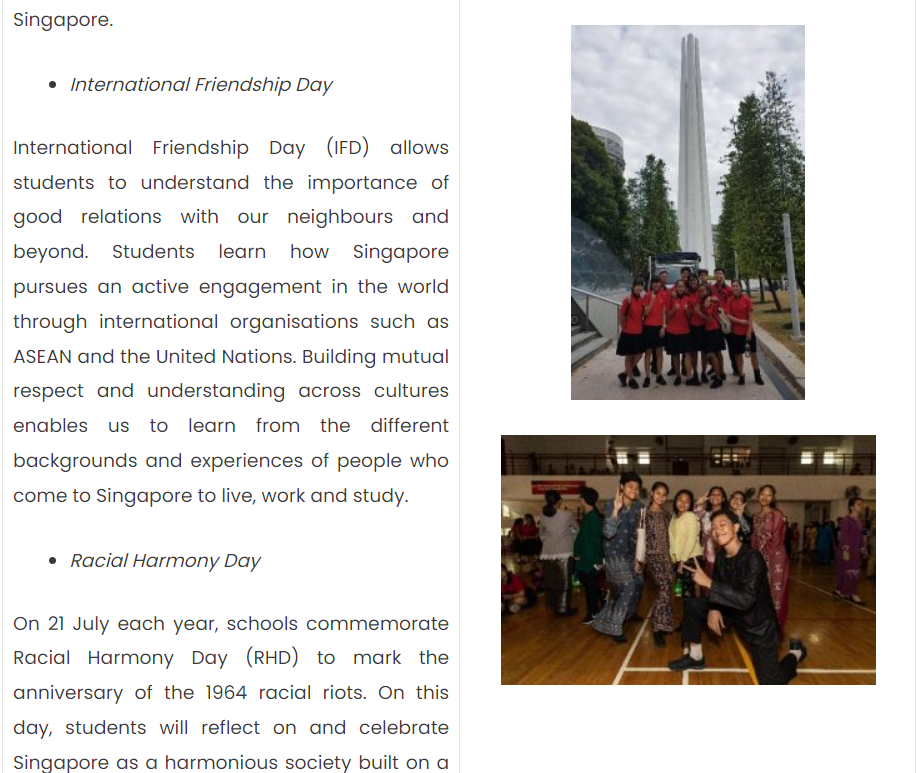 Singapore.
International Friendship Day
International Friendship Day (IFD) allows
students to understand the importance of
good relations with our neighbours and
beyond. Students learn how Singapore
pursues an active engagement in the world
through international organisations such as
ASEAN and the United Nations. Building mutual
respect and understanding across cultures
enables us to learn from the different
backgrounds and experiences of people who
come to Singapore to live, work and study.
Racial Harmony Day
On 21 July each year, schools commemorate
Racial Harmony Day (RHD) to mark the
anniversary of the 1964 racial riots. On this
day, students will reflect on and celebrate
Singapore as a harmonious society built on a